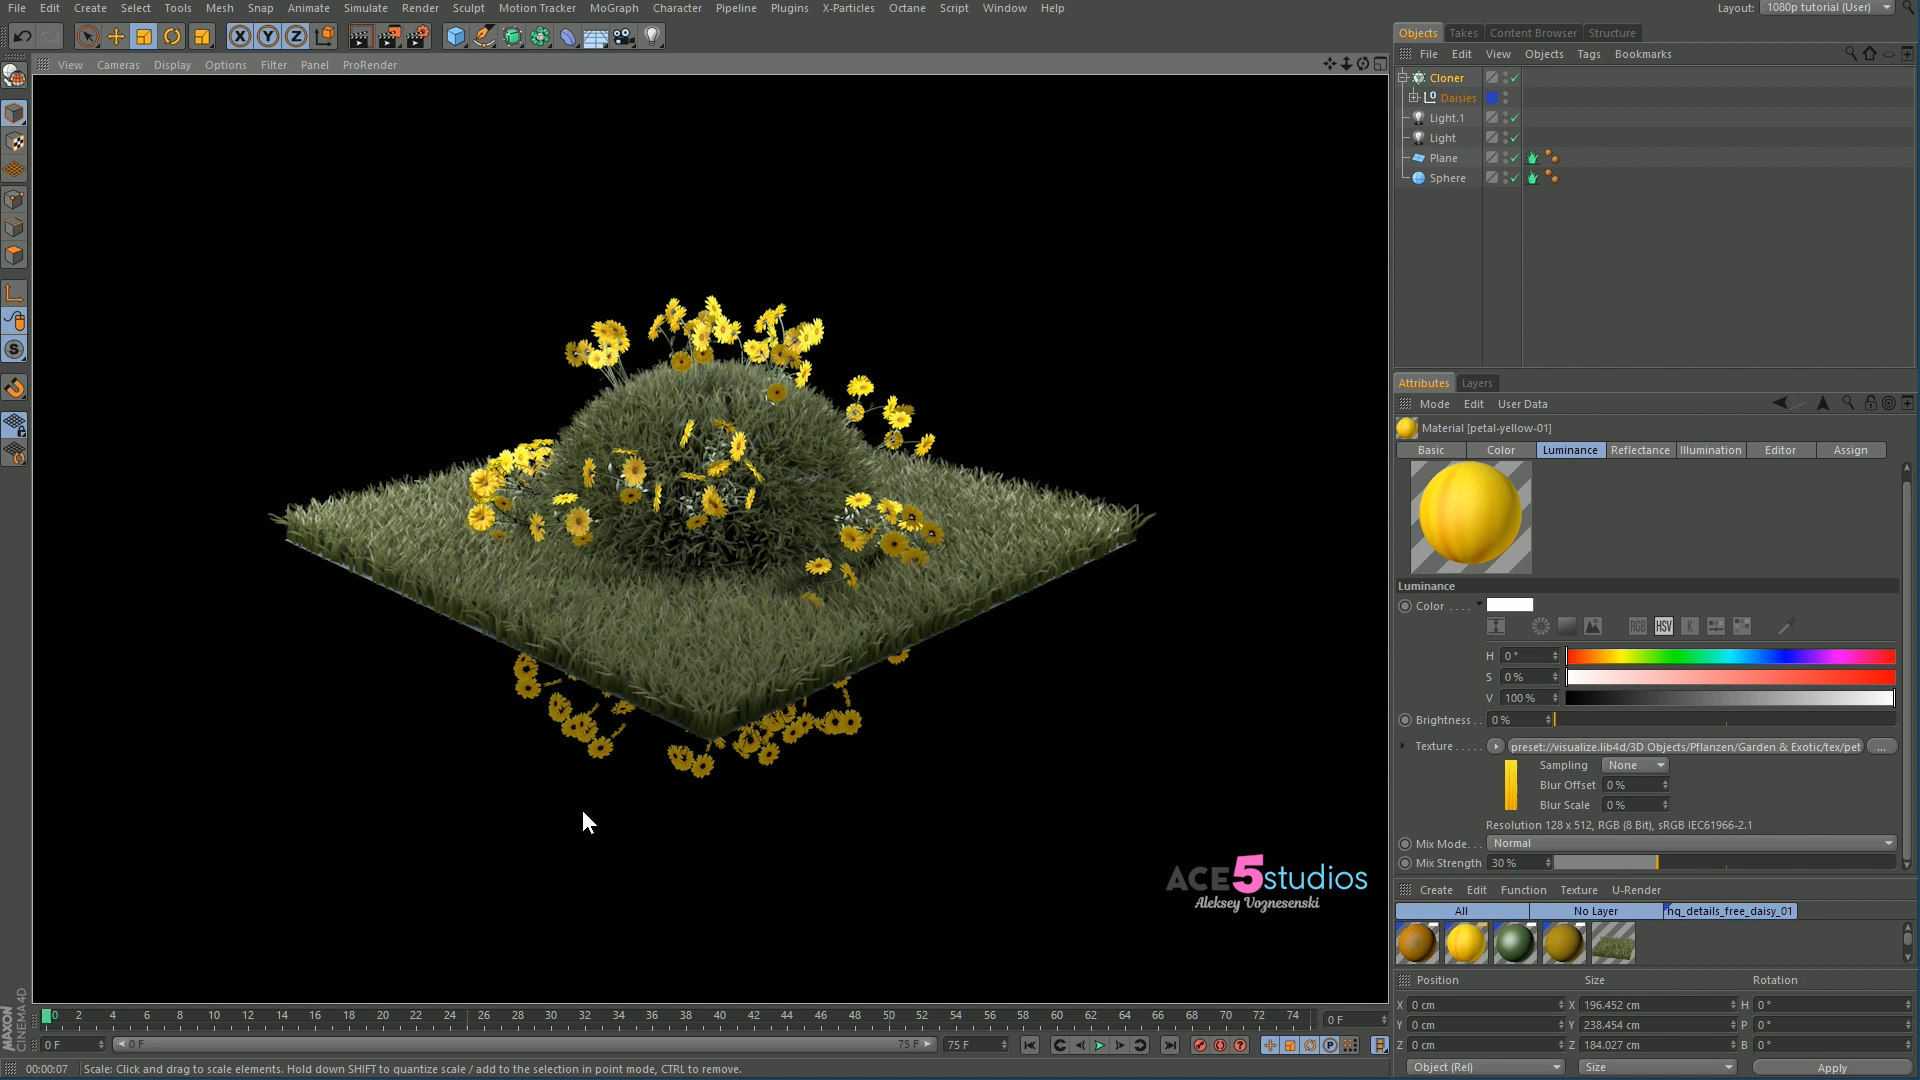 File Edit Create Select Tools Mesh Snap Animate Simulate Render Sculpt Motion Tracker MoGraph Character Pipeline Plugins X-Particles Octane Script Window Help
Layout: 1080p tutorial (User)
X Y Z
Objects Takes Content Browser Structure
File Edit View Objects Tags Bookmarks
View Cameras Display Options Filter Panel ProRender
Cloner
Daisies
Light.1
Light
Plane
Sphere
Attributes Layers
Mode Edit User Data
Material [petal-yellow-01]
Basic Color Luminance Reflectance Illumination Editor Assign
Luminance
Color . . . .
RGB HSV K
H 0 °
S 0 %
V 100 %
Brightness . . 0 %
Texture . . . . . preset://visualize.lib4d/3D Objects/Pflanzen/Garden & Exotic/tex/pet ...
Sampling None
Blur Offset 0 %
Blur Scale 0 %
Resolution 128 x 512, RGB (8 Bit), sRGB IEC61966-2.1
Mix Mode. . . Normal
Mix Strength 30 %
ACE5studios
Aleksey Voznesenski
Create Edit Function Texture U-Render
All No Layer hq_details_free_daisy_01
Position Size Rotation
X 0 cm X 196.452 cm H 0 °
Y 0 cm Y 238.454 cm P 0 °
Z 0 cm Z 184.027 cm B 0 °
Object (Rel) Size Apply
0 2 4 6 8 10 12 14 16 18 20 22 24 26 28 30 32 34 36 38 40 42 44 46 48 50 52 54 56 58 60 62 64 66 68 70 72 74 0 F
0 F 0 F 75 F 75 F
MAXON
CINEMA 4D
00:00:07 Scale: Click and drag to scale elements. Hold down SHIFT to quantize scale / add to the selection in point mode, CTRL to remove.